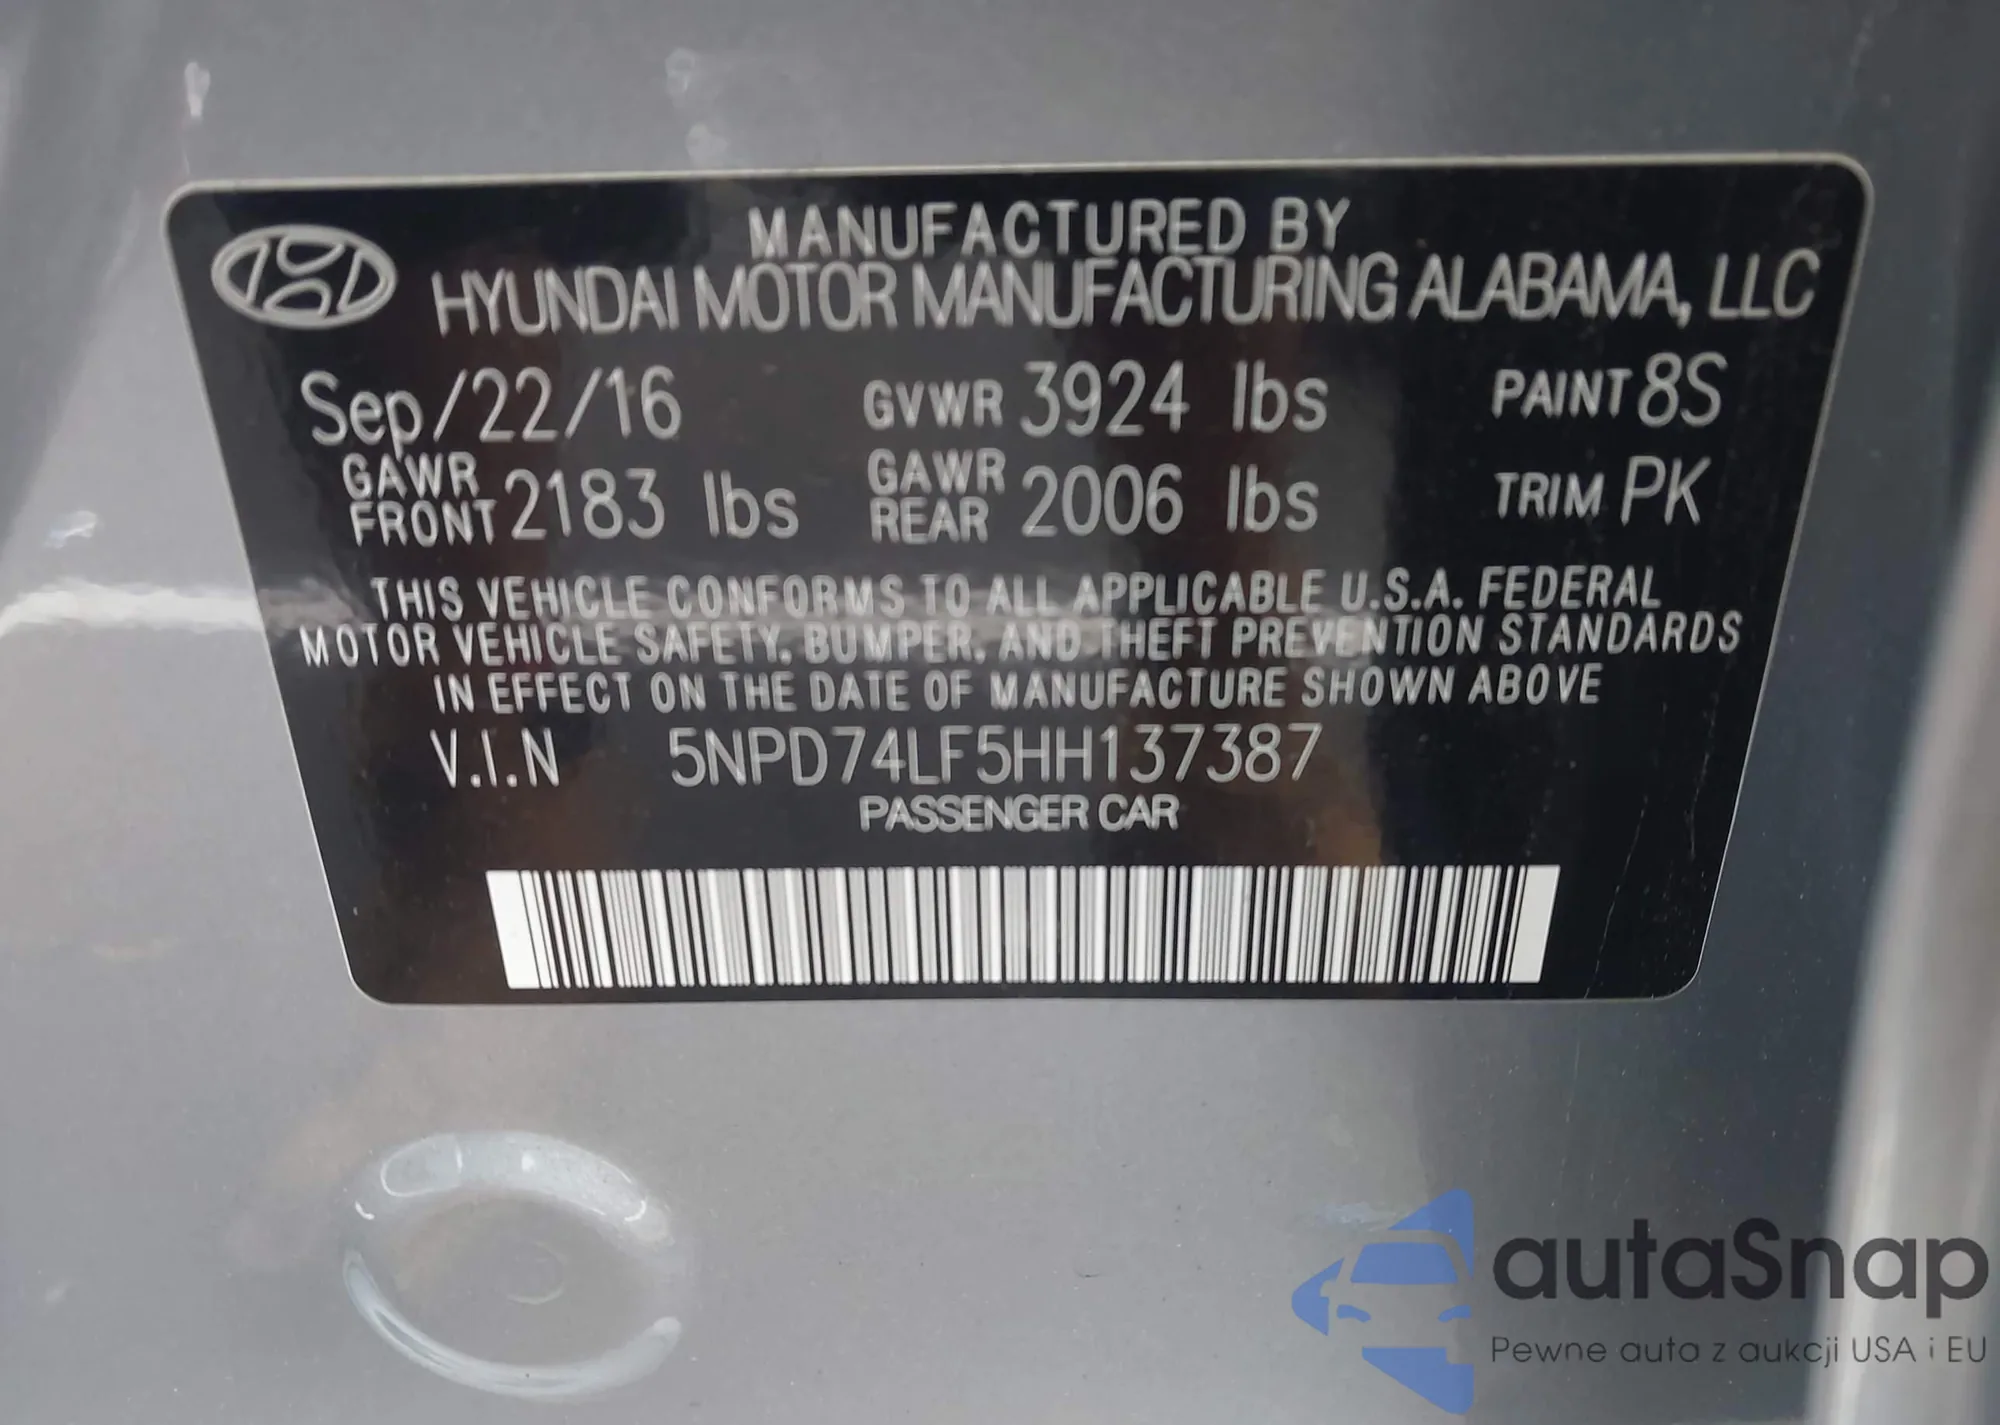 MANUFACTURED BY
HYUNDAI MOTOR MANUFACTURING ALABAMA, LLC
Sep/22/16 GVWR 3924 lbs PAINT 8S
GAWR FRONT 2183 lbs GAWR REAR 2006 lbs TRIM PK
THIS VEHICLE CONFORMS TO ALL APPLICABLE U.S.A. FEDERAL
MOTOR VEHICLE SAFETY, BUMPER, AND THEFT PREVENTION STANDARDS
IN EFFECT ON THE DATE OF MANUFACTURE SHOWN ABOVE
V.I.N 5NPD74LF5HH137387
PASSENGER CAR
autaSnap
Pewne auta z aukcji USA i EU